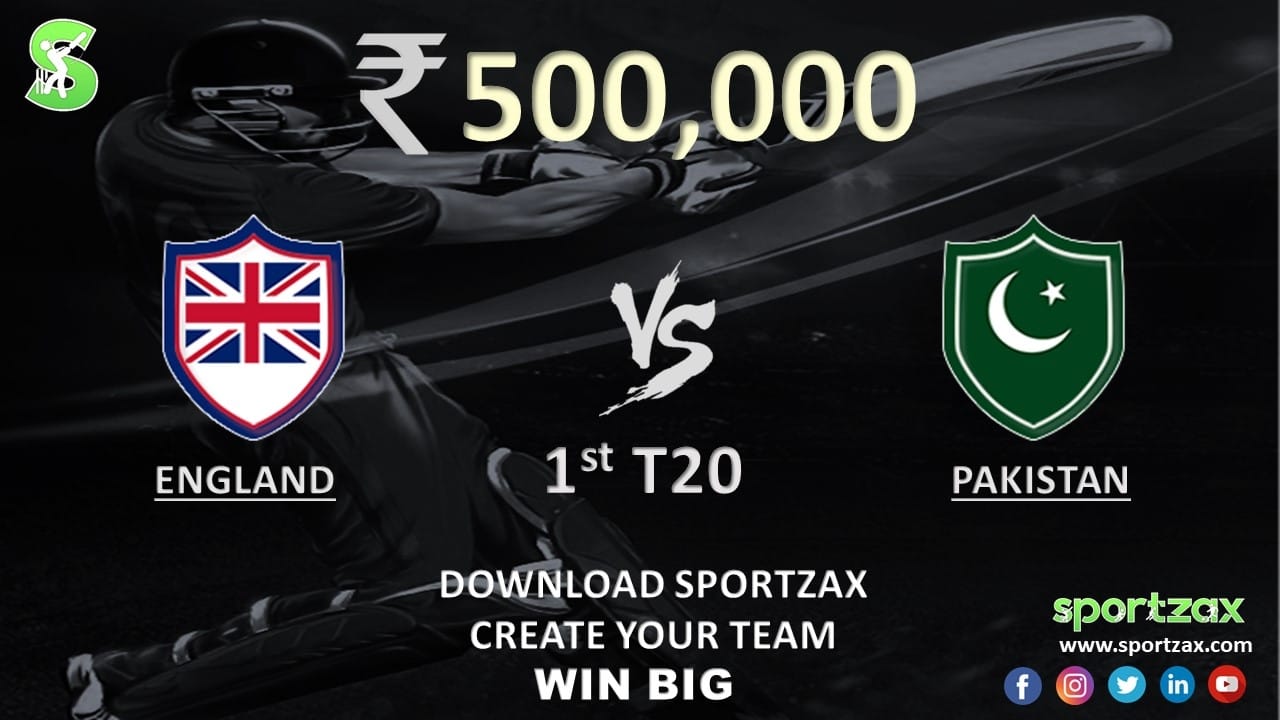 ₹ 500,000
VS
1st T20
ENGLAND
PAKISTAN
DOWNLOAD SPORTZAX
CREATE YOUR TEAM
WIN BIG
sportzax
www.sportzax.com